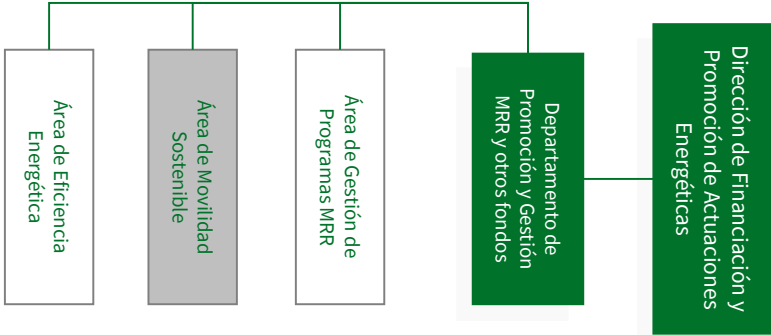 Dirección de Financiación y
Promoción de Actuaciones
Energéticas
Departamento de
Promoción y Gestión
MRR y otros fondos
Área de Gestión de
Programas MRR
Área de Movilidad
Sostenible
Área de Eficiencia
Energética